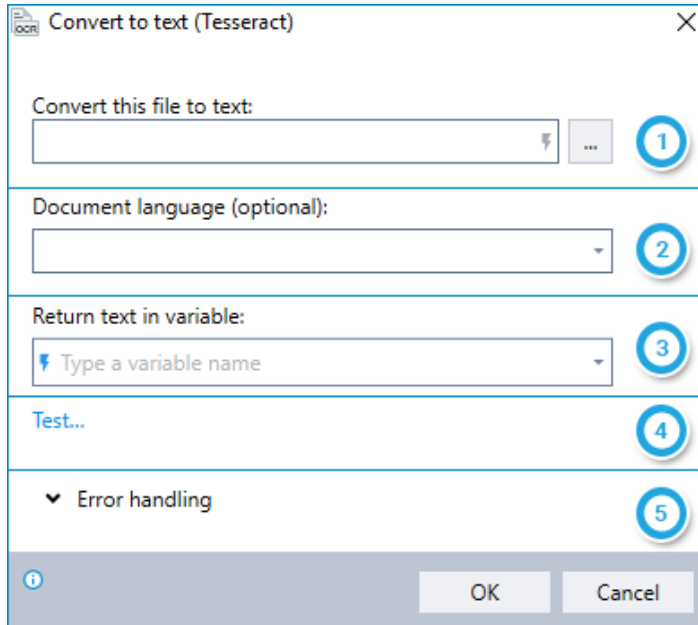 OCR Convert to text (Tesseract)
Convert this file to text:
... 1
Document language (optional):
2
Return text in variable:
Type a variable name 3
Test... 4
Error handling 5
OK Cancel